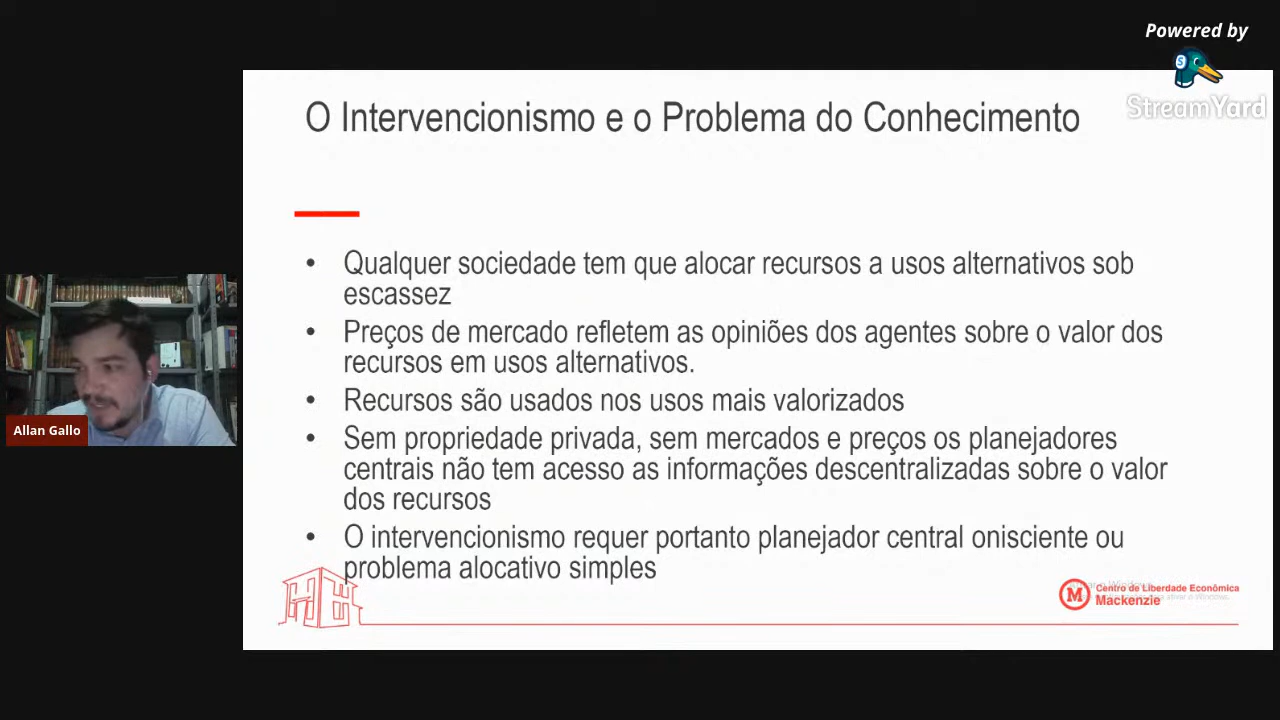 Powered by
StreamYard
O Intervencionismo e o Problema do Conhecimento
• Qualquer sociedade tem que alocar recursos a usos alternativos sob
escassez
• Preços de mercado refletem as opiniões dos agentes sobre o valor dos
recursos em usos alternativos.
• Recursos são usados nos usos mais valorizados
• Sem propriedade privada, sem mercados e preços os planejadores
centrais não tem acesso as informações descentralizadas sobre o valor
dos recursos
• O intervencionismo requer portanto planejador central onisciente ou
problema alocativo simples
Allan Gallo
M
Centro de Liberdade Econômica
Mackenzie